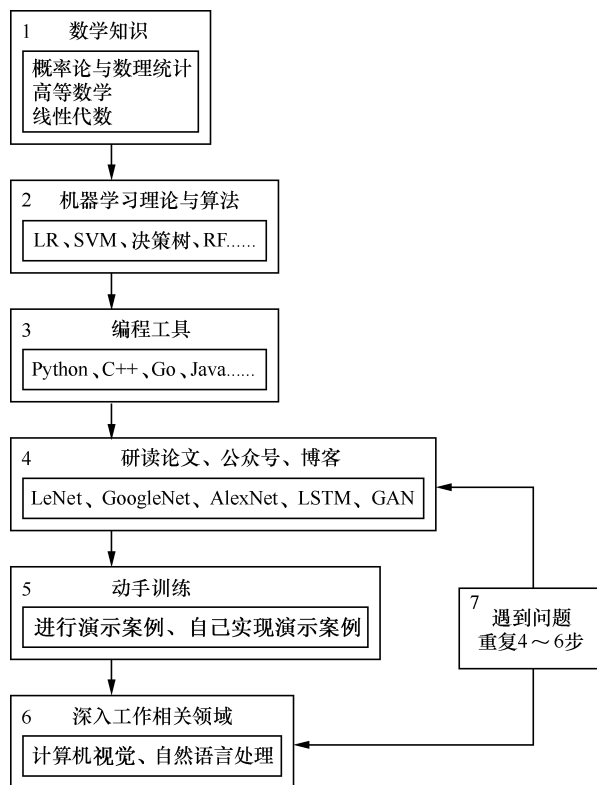 1 数学知识
概率论与数理统计
高等数学
线性代数
2 机器学习理论与算法
LR、SVM、决策树、RF......
3 编程工具
Python、C++、Go、Java......
4 研读论文、公众号、博客
LeNet、GoogleNet、AlexNet、LSTM、GAN
5 动手训练
进行演示案例、自己实现演示案例
6 深入工作相关领域
计算机视觉、自然语言处理
7 遇到问题
重复4～6步